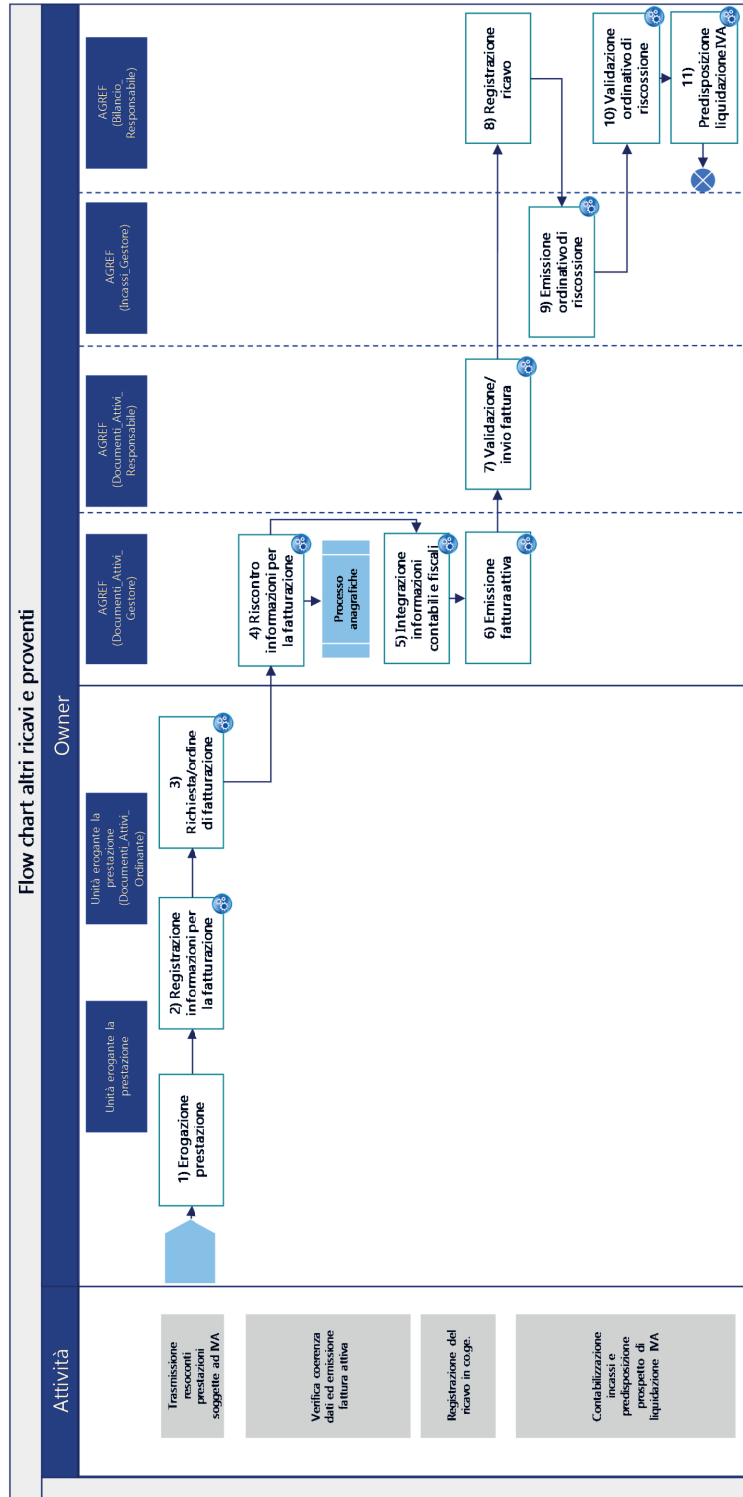 Flow chart altri ricavi e proventi
Attività
Owner
Unità erogante la
prestazione
Unità erogante la
prestazione
(Documenti_Attivi_
Ordinante)
AGREF
(Documenti_Attivi_
Gestore)
AGREF
(Documenti_Attivi_
Responsabile)
AGREF
(Incassi_Gestore)
AGREF
(Bilancio_
Responsabile)
Trasmissione
resoconti
prestazioni
soggette ad IVA
1) Erogazione
prestazione
2) Registrazione
informazioni per
la fatturazione
3)
Richiesta/ordine
di fatturazione
Verifica coerenza
dati ed emissione
fattura attiva
4) Riscontro
informazioni per
la fatturazione
Processo
anagrafiche
5) Integrazione
informazioni
contabili e fiscali
Registrazione del
ricavo in co.ge.
6) Emissione
fattura attiva
7) Validazione/
invio fattura
8) Registrazione
ricavo
Contabilizzazione
incassi e
predisposizione
prospetto di
liquidazione IVA
9) Emissione
ordinativo di
riscossione
10) Validazione
ordinativo di
riscossione
11)
Predisposizione
liquidazione IVA